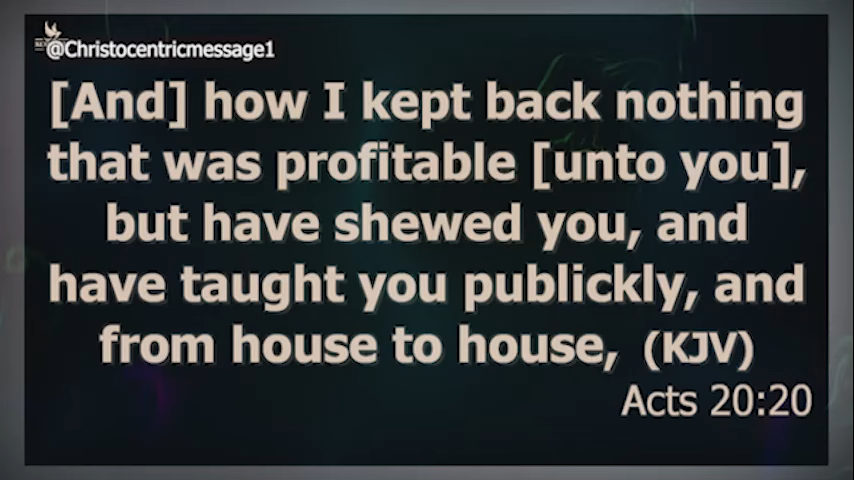 @Christocentricmessage1
[And] how I kept back nothing
that was profitable [unto you],
but have shewed you, and
have taught you publickly, and
from house to house, (KJV)
Acts 20:20